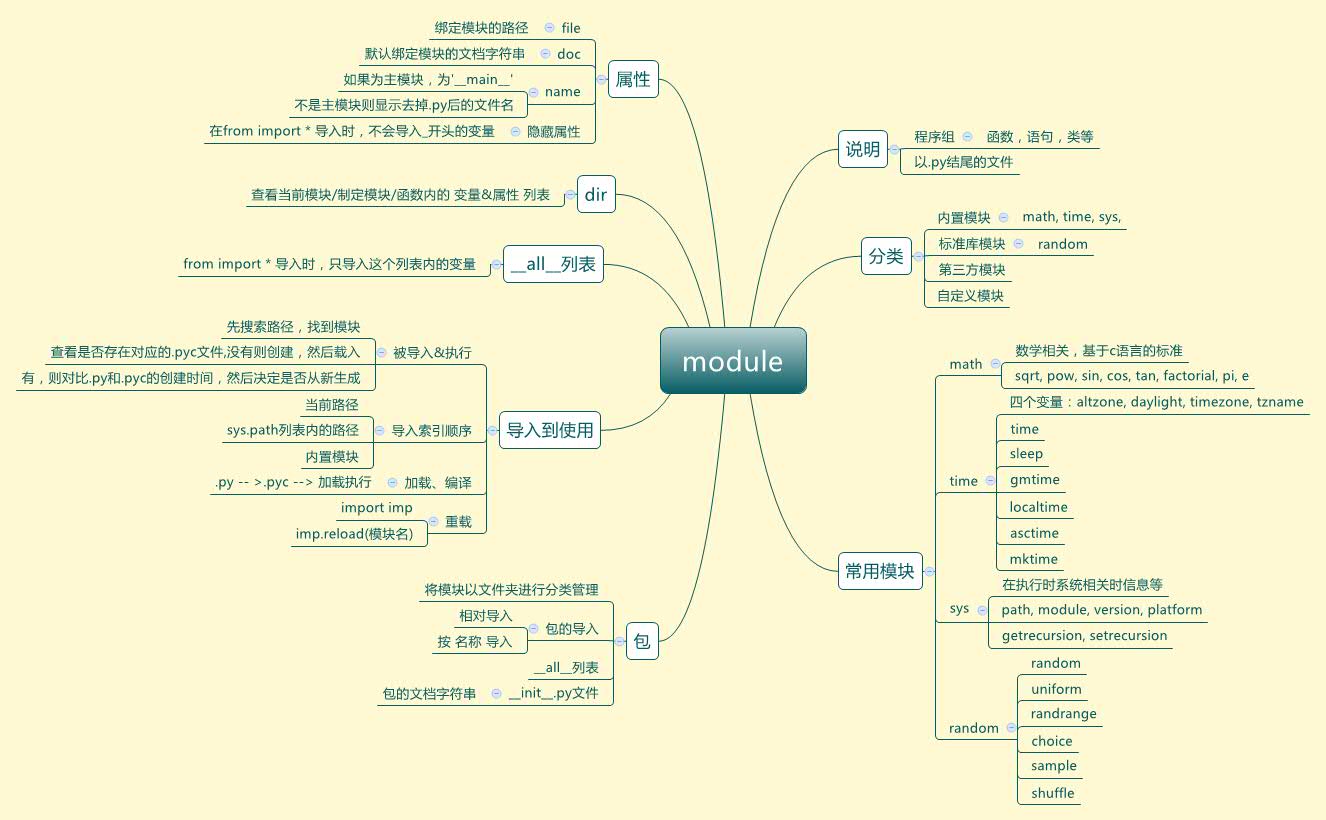 module
属性
file
绑定模块的路径
doc
默认绑定模块的文档字符串
name
如果为主模块，为'__main__'
不是主模块则显示去掉.py后的文件名
隐藏属性
在from import * 导入时，不会导入_开头的变量
dir
查看当前模块/制定模块/函数内的 变量&属性 列表
__all__列表
from import * 导入时，只导入这个列表内的变量
导入到使用
被导入&执行
先搜索路径，找到模块
查看是否存在对应的.pyc文件,没有则创建，然后载入
有，则对比.py和.pyc的创建时间，然后决定是否从新生成
导入索引顺序
当前路径
sys.path列表内的路径
内置模块
加载、编译
.py -- >.pyc --> 加载执行
重载
import imp
imp.reload(模块名)
包
将模块以文件夹进行分类管理
包的导入
相对导入
按 名称 导入
__all__列表
__init__.py文件
包的文档字符串
说明
程序组
函数，语句，类等
以.py结尾的文件
分类
内置模块
math, time, sys,
标准库模块
random
第三方模块
自定义模块
常用模块
math
数学相关，基于c语言的标准
sqrt, pow, sin, cos, tan, factorial, pi, e
time
四个变量：altzone, daylight, timezone, tzname
time
sleep
gmtime
localtime
asctime
mktime
sys
在执行时系统相关时信息等
path, module, version, platform
getrecursion, setrecursion
random
random
uniform
randrange
choice
sample
shuffle